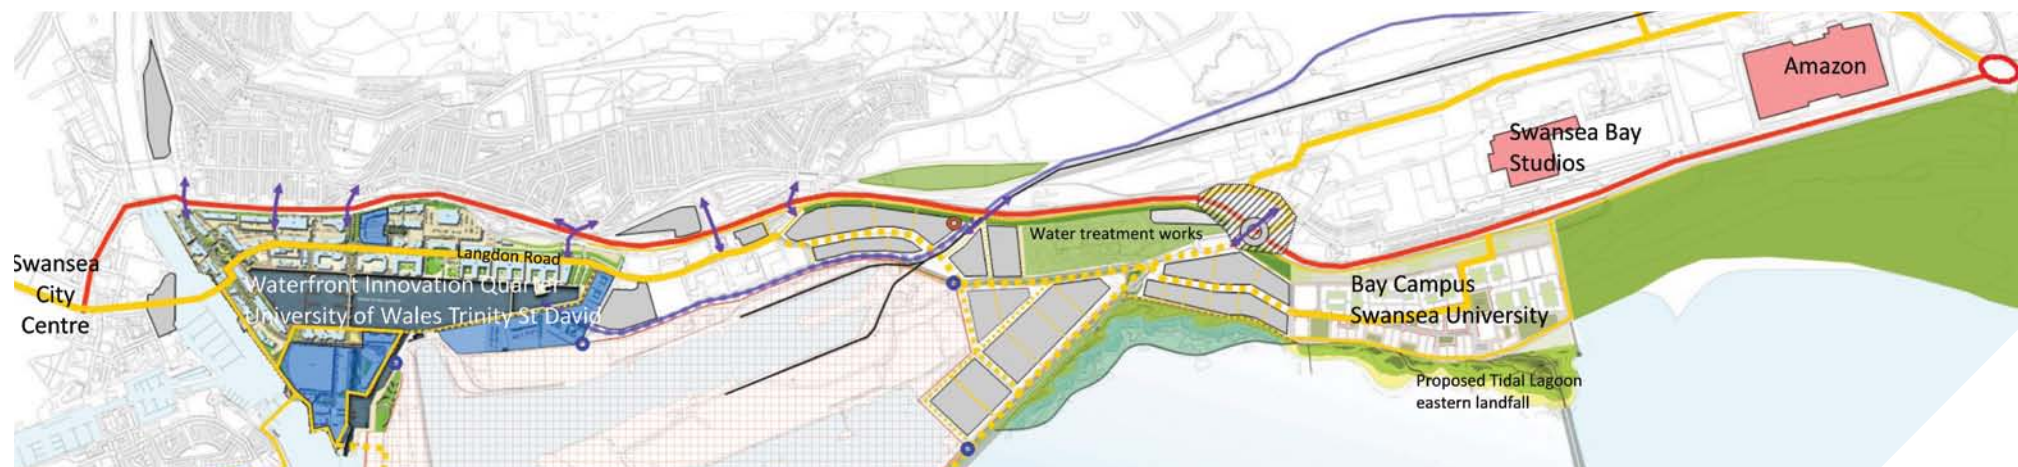 Swansea
City
Centre
Langdon Road
Waterfront Innovation Quarter
University of Wales Trinity St David
Water treatment works
Bay Campus
Swansea University
Proposed Tidal Lagoon
eastern landfall
Swansea Bay
Studios
Amazon